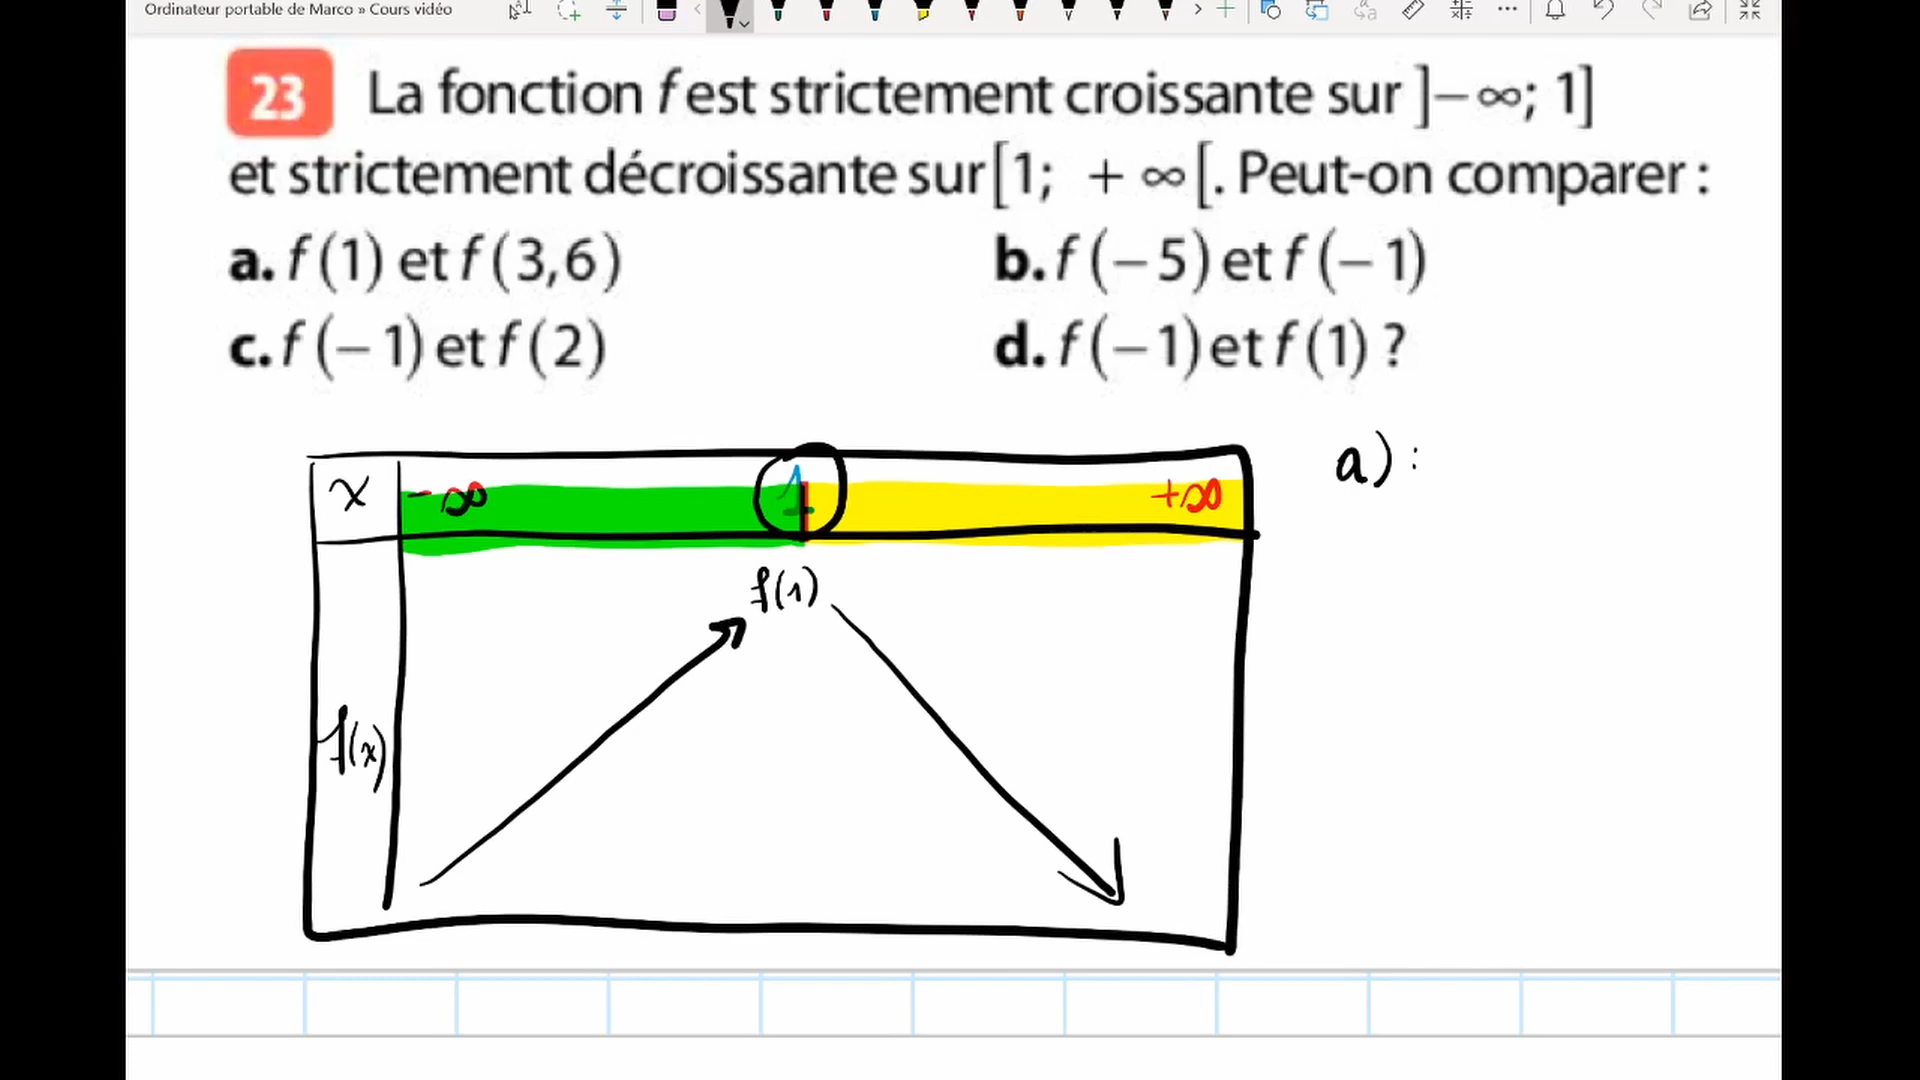 Ordinateur portable de Marco » Cours vidéo
23 La fonction f est strictement croissante sur ]−∞; 1]
et strictement décroissante sur [1; +∞[. Peut-on comparer :
a. f(1) et f(3,6) b. f(−5) et f(−1)
c. f(−1) et f(2) d. f(−1) et f(1) ?
a) :
x -∞ 1 +∞
f(1)
f(x)